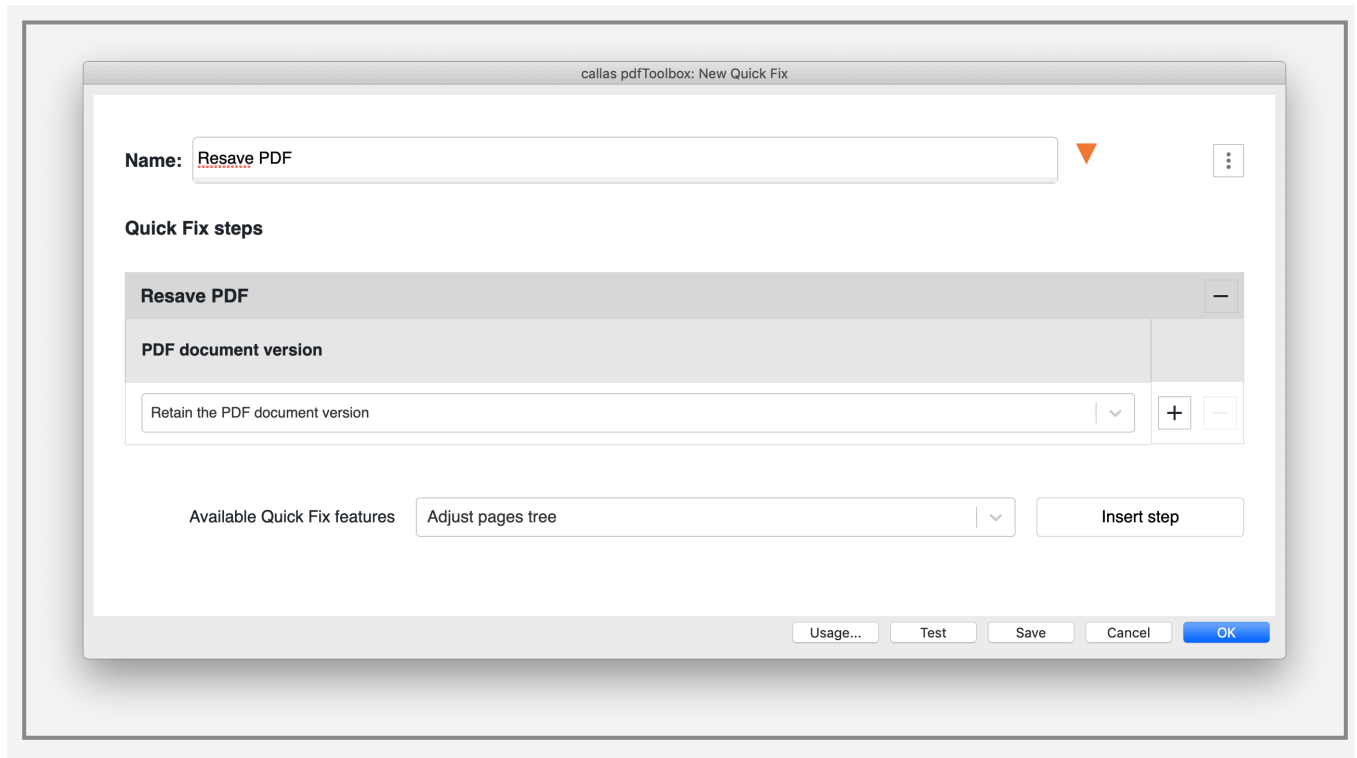 callas pdfToolbox: New Quick Fix
Name: Resave PDF
Quick Fix steps
Resave PDF
PDF document version
Retain the PDF document version
Available Quick Fix features Adjust pages tree Insert step
Usage... Test Save Cancel OK